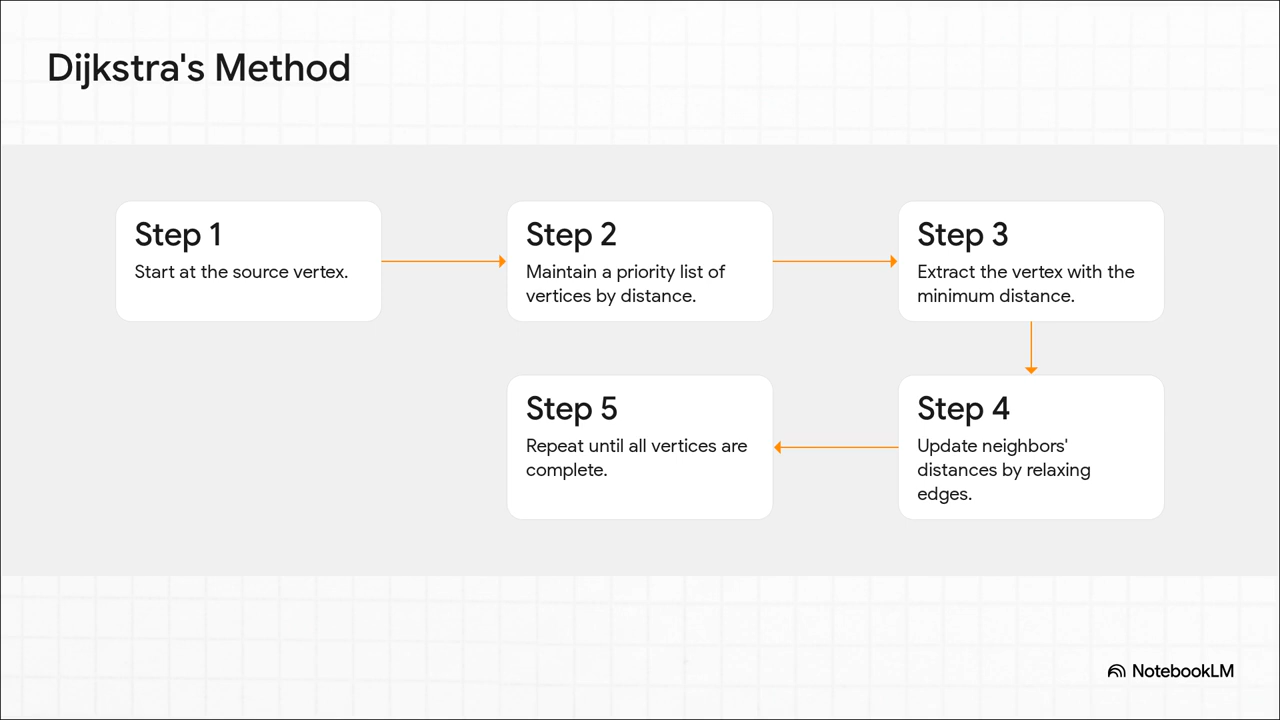 Dijkstra's Method
Step 1
Start at the source vertex.
Step 2
Maintain a priority list of
vertices by distance.
Step 3
Extract the vertex with the
minimum distance.
Step 4
Update neighbors'
distances by relaxing
edges.
Step 5
Repeat until all vertices are
complete.
NotebookLM